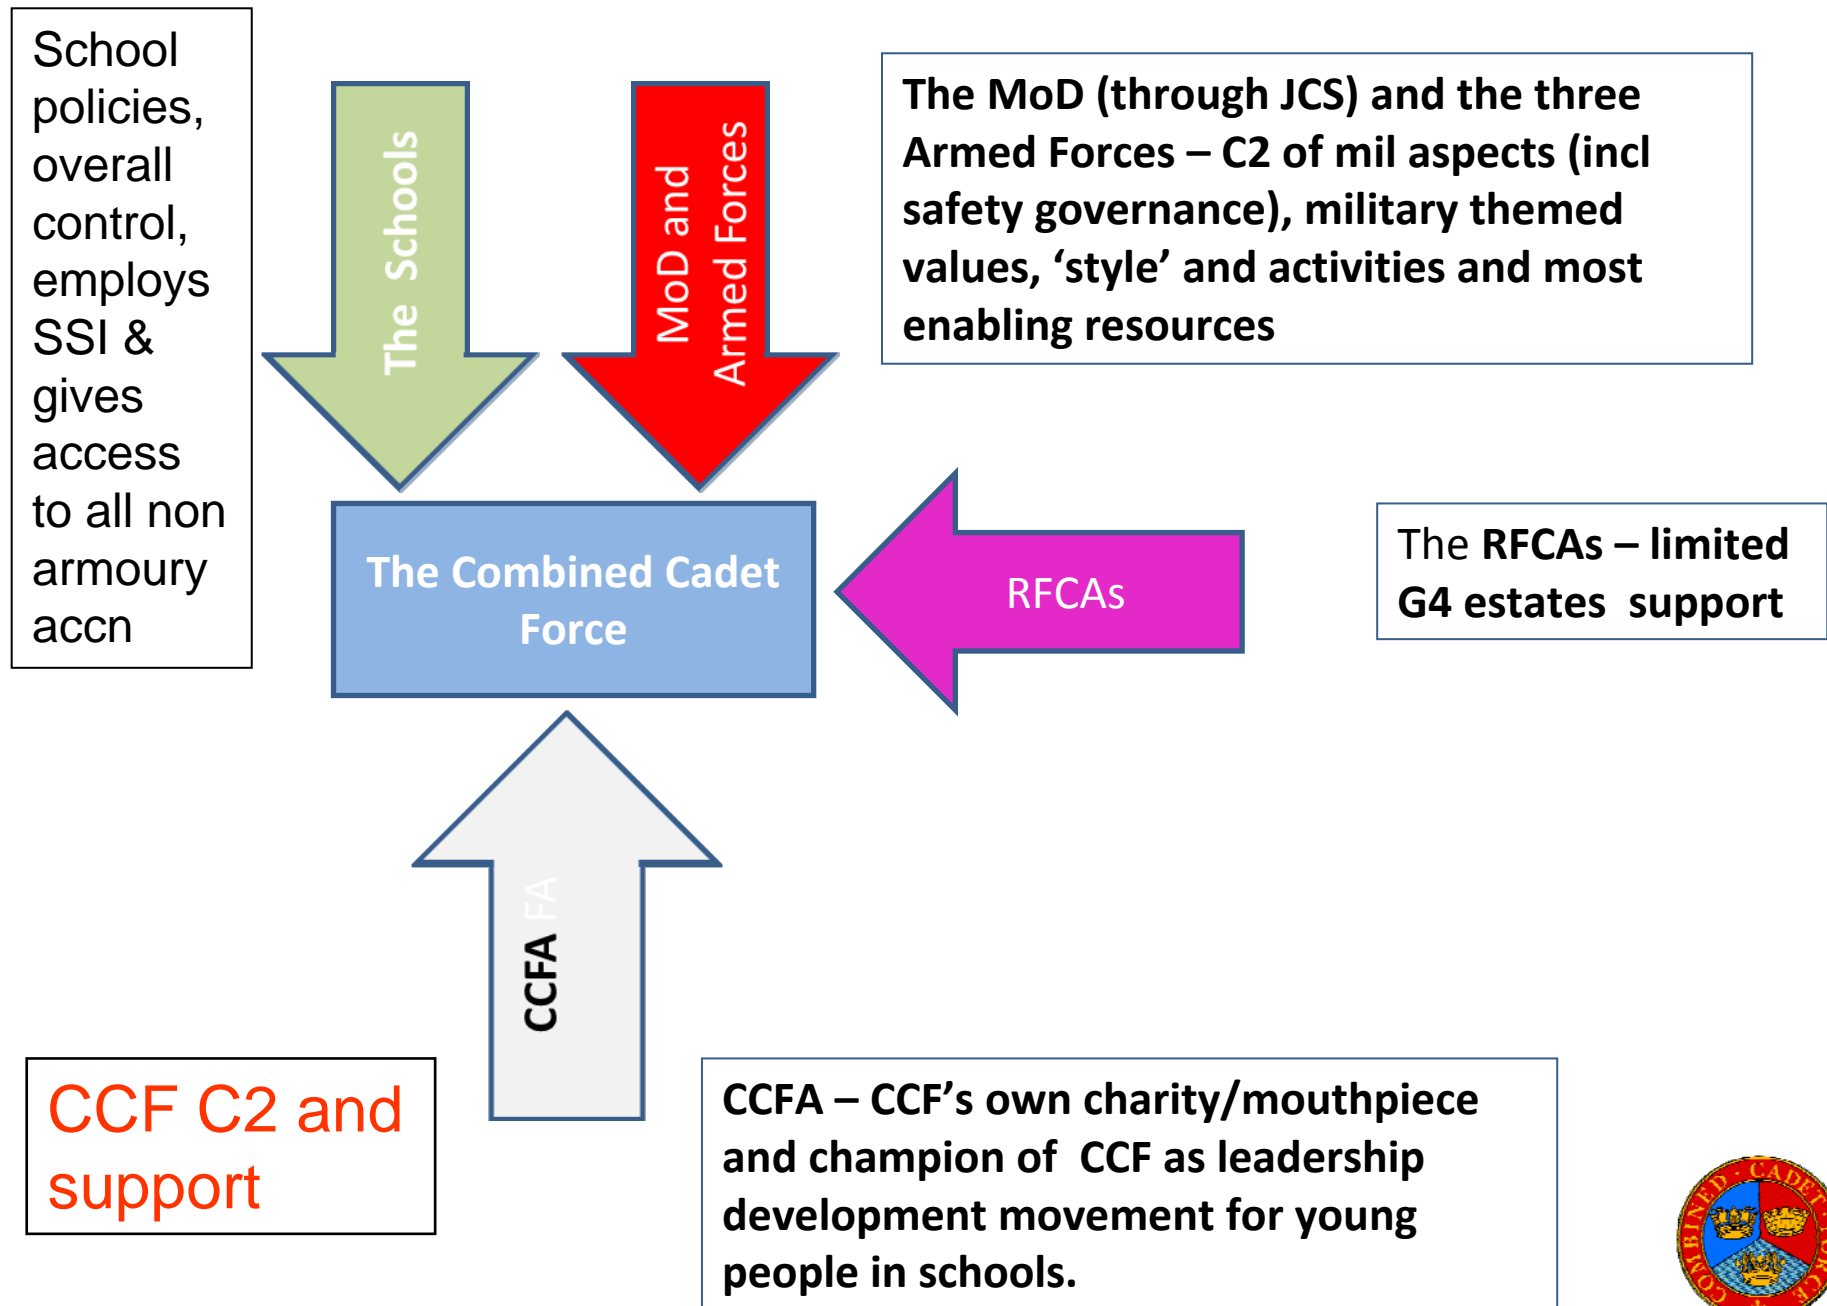 School
policies,
overall
control,
employs
SSI &
gives
access
to all non
armoury
accn
The Schools
MoD and
Armed Forces
The MoD (through JCS) and the three
Armed Forces – C2 of mil aspects (incl
safety governance), military themed
values, ‘style’ and activities and most
enabling resources
The Combined Cadet
Force
RFCAs
The RFCAs – limited
G4 estates support
CCFA FA
CCF C2 and
support
CCFA – CCF’s own charity/mouthpiece
and champion of CCF as leadership
development movement for young
people in schools.
COMBINED · CADET FORCE